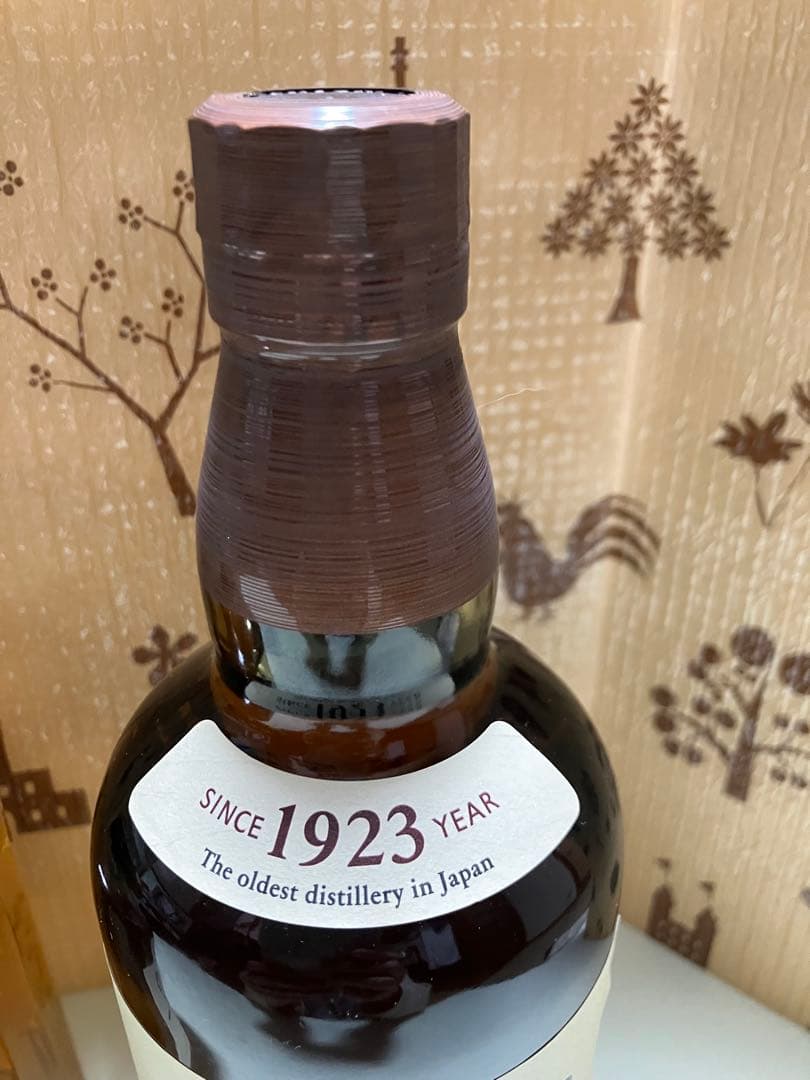 SINCE 1923 YEAR
The oldest distillery in Japan